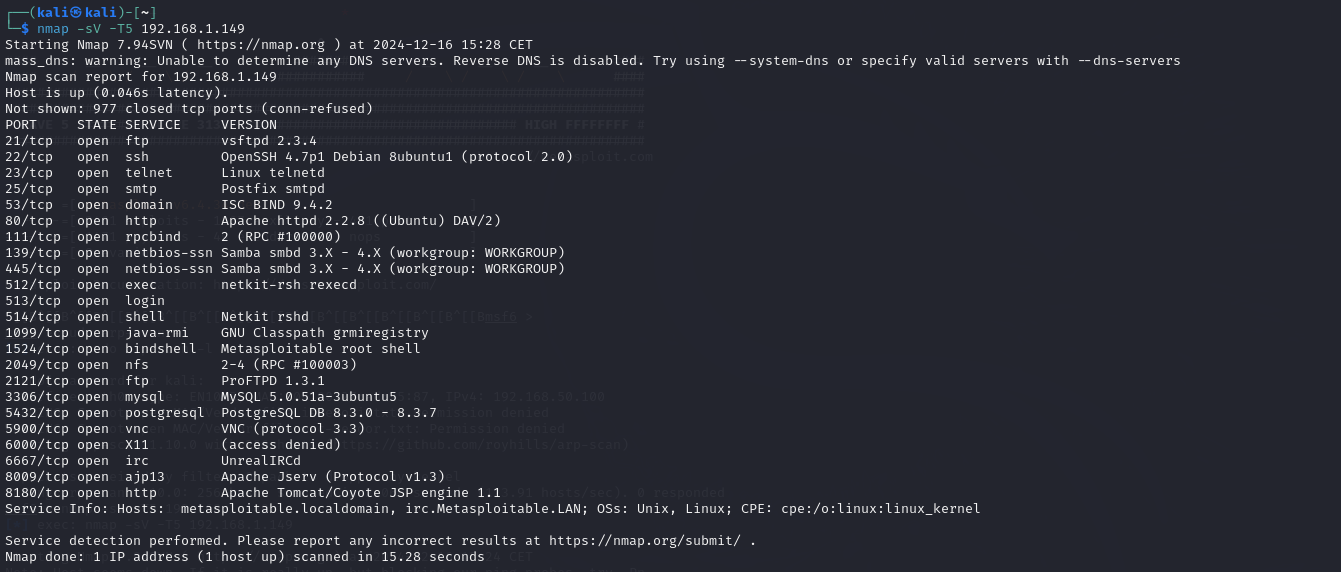 ┌──(kali㉿kali)-[~]
└─$ nmap -sV -T5 192.168.1.149
Starting Nmap 7.94SVN ( https://nmap.org ) at 2024-12-16 15:28 CET
mass_dns: warning: Unable to determine any DNS servers. Reverse DNS is disabled. Try using --system-dns or specify valid servers with --dns-servers
Nmap scan report for 192.168.1.149
Host is up (0.046s latency).
Not shown: 977 closed tcp ports (conn-refused)
PORT     STATE SERVICE     VERSION
21/tcp   open  ftp         vsftpd 2.3.4
22/tcp   open  ssh         OpenSSH 4.7p1 Debian 8ubuntu1 (protocol 2.0)
23/tcp   open  telnet      Linux telnetd
25/tcp   open  smtp        Postfix smtpd
53/tcp   open  domain      ISC BIND 9.4.2
80/tcp   open  http        Apache httpd 2.2.8 ((Ubuntu) DAV/2)
111/tcp  open  rpcbind     2 (RPC #100000)
139/tcp  open  netbios-ssn Samba smbd 3.X - 4.X (workgroup: WORKGROUP)
445/tcp  open  netbios-ssn Samba smbd 3.X - 4.X (workgroup: WORKGROUP)
512/tcp  open  exec        netkit-rsh rexecd
513/tcp  open  login
514/tcp  open  shell       Netkit rshd
1099/tcp open  java-rmi    GNU Classpath grmiregistry
1524/tcp open  bindshell   Metasploitable root shell
2049/tcp open  nfs         2-4 (RPC #100003)
2121/tcp open  ftp         ProFTPD 1.3.1
3306/tcp open  mysql       MySQL 5.0.51a-3ubuntu5
5432/tcp open  postgresql  PostgreSQL DB 8.3.0 - 8.3.7
5900/tcp open  vnc         VNC (protocol 3.3)
6000/tcp open  X11         (access denied)
6667/tcp open  irc         UnrealIRCd
8009/tcp open  ajp13       Apache Jserv (Protocol v1.3)
8180/tcp open  http        Apache Tomcat/Coyote JSP engine 1.1
Service Info: Hosts:  metasploitable.localdomain, irc.Metasploitable.LAN; OSs: Unix, Linux; CPE: cpe:/o:linux:linux_kernel
Service detection performed. Please report any incorrect results at https://nmap.org/submit/ .
Nmap done: 1 IP address (1 host up) scanned in 15.28 seconds